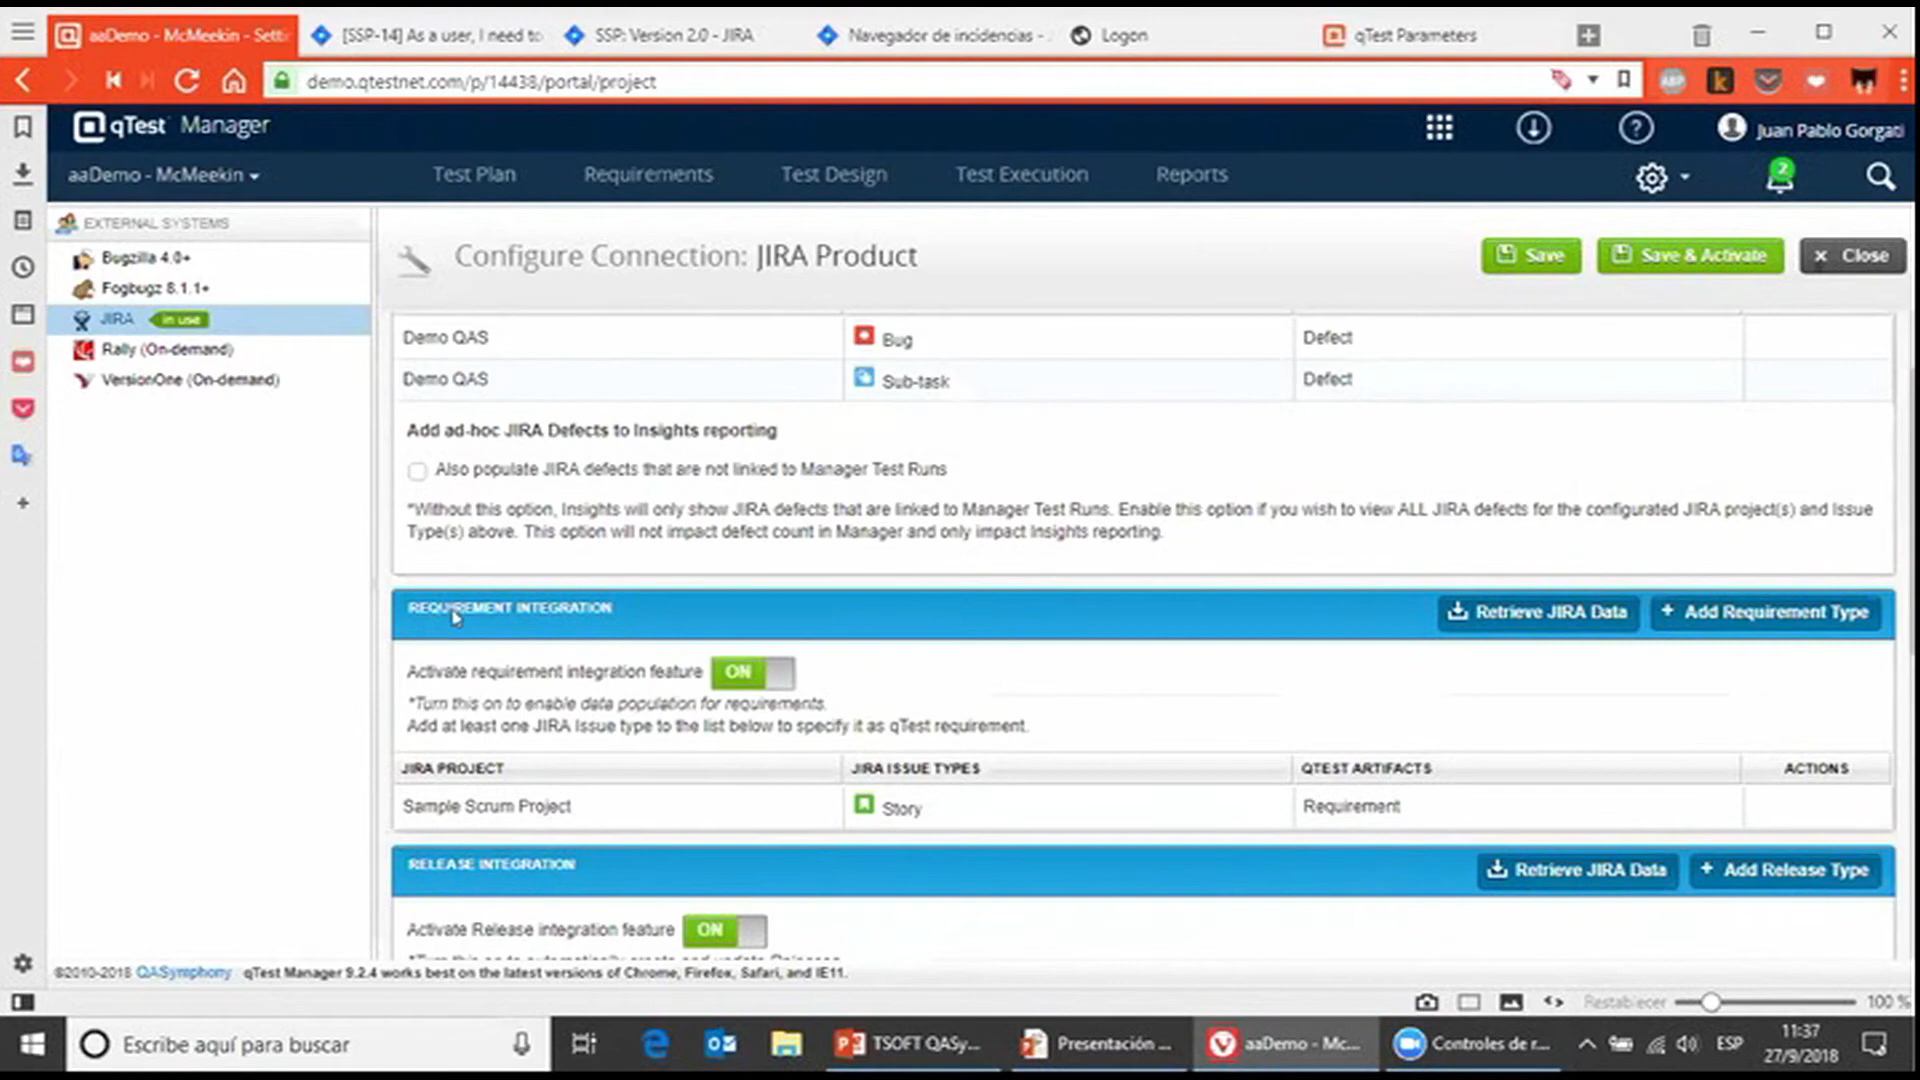 aaDemo - McMeekin - Setti
[SSP-14] As a user, I need to
SSP: Version 2.0 - JIRA
Navegador de incidencias -
Logon
qTest Parameters
demo.qtestnet.com/p/14438/portal/project
qTest Manager
Juan Pablo Gorgati
aaDemo - McMeekin
Test Plan
Requirements
Test Design
Test Execution
Reports
2
EXTERNAL SYSTEMS
Bugzilla 4.0+
Fogbugz 8.1.1+
JIRA in use
Rally (On-demand)
VersionOne (On-demand)
Configure Connection: JIRA Product
Save
Save & Activate
× Close
Demo QAS Bug Defect
Demo QAS Sub-task Defect
Add ad-hoc JIRA Defects to Insights reporting
Also populate JIRA defects that are not linked to Manager Test Runs
*Without this option, Insights will only show JIRA defects that are linked to Manager Test Runs. Enable this option if you wish to view ALL JIRA defects for the configurated JIRA project(s) and Issue
Type(s) above. This option will not impact defect count in Manager and only impact Insights reporting.
REQUIREMENT INTEGRATION
Retrieve JIRA Data
+ Add Requirement Type
Activate requirement integration feature ON
*Turn this on to enable data population for requirements.
Add at least one JIRA Issue type to the list below to specify it as qTest requirement.
JIRA PROJECT JIRA ISSUE TYPES QTEST ARTIFACTS ACTIONS
Sample Scrum Project Story Requirement
RELEASE INTEGRATION
Retrieve JIRA Data
+ Add Release Type
Activate Release integration feature ON
©2010-2018 QASymphony qTest Manager 9.2.4 works best on the latest versions of Chrome, Firefox, Safari, and IE11.
Restablecer
100 %
Escribe aquí para buscar
TSOFT QASy...
Presentación ...
aaDemo - Mc...
Controles de r...
ESP
11:37
27/9/2018